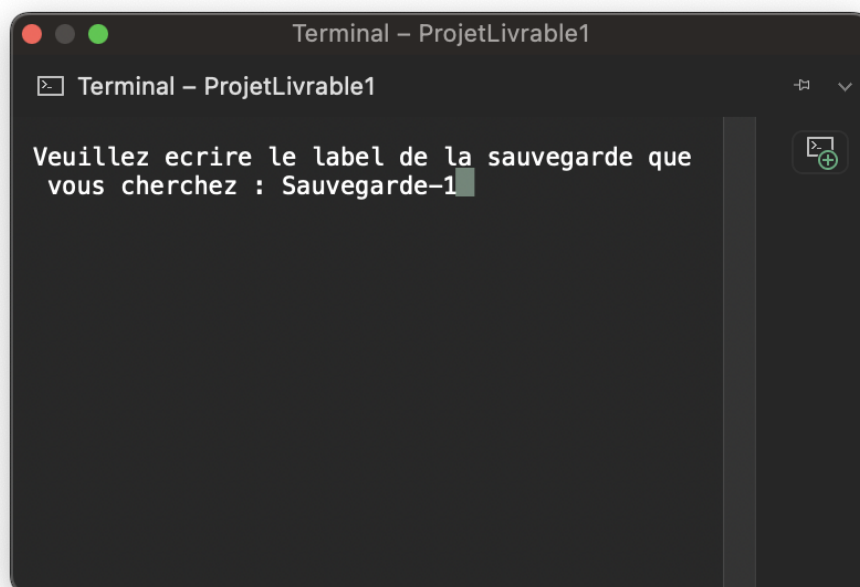 Terminal – ProjetLivrable1
Terminal – ProjetLivrable1
Veuillez ecrire le label de la sauvegarde que
vous cherchez : Sauvegarde-1